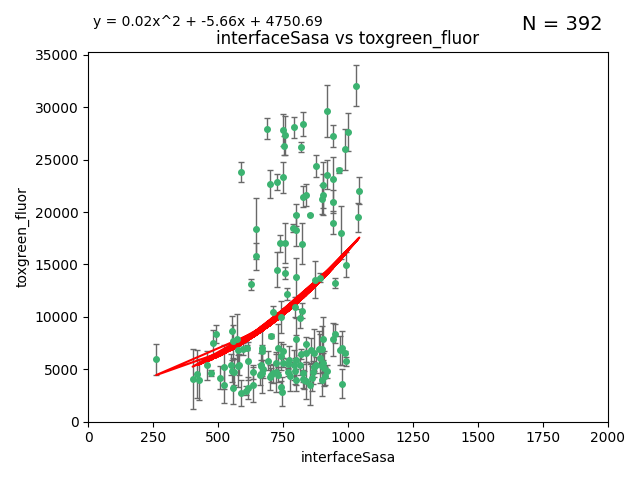 y = 0.02x^2 + -5.66x + 4750.69
N = 392
interfaceSasa vs toxgreen_fluor
35000
30000
25000
20000
15000
10000
5000
0
toxgreen_fluor
0 250 500 750 1000 1250 1500 1750 2000
interfaceSasa